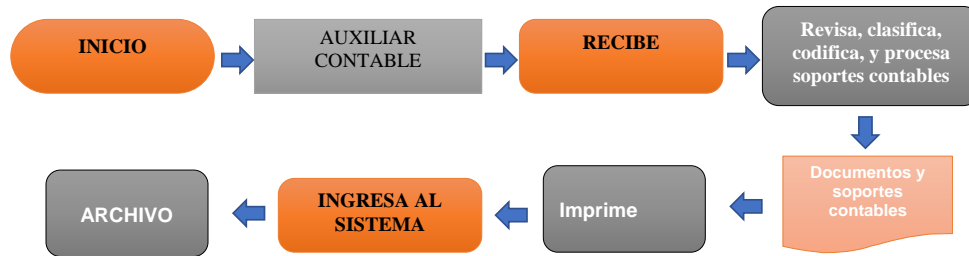 INICIO
AUXILIAR
CONTABLE
RECIBE
Revisa, clasifica,
codifica, y procesa
soportes contables
Documentos y
soportes
contables
Imprime
INGRESA AL
SISTEMA
ARCHIVO